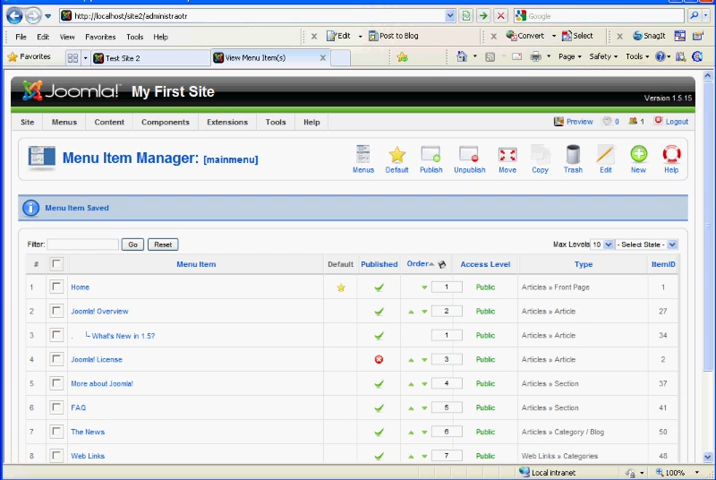 http://localhost/site2/administraotr
Google
File Edit View Favorites Tools Help
Edit Post to Blog
Convert Select
SnagIt
Favorites
Test Site 2
View Menu Item(s)
Page Safety Tools
Joomla! My First Site
Version 1.5.15
Site Menus Content Components Extensions Tools Help
Preview 0 1 Logout
Menu Item Manager: [mainmenu]
Menus Default Publish Unpublish Move Copy Trash Edit New Help
Menu Item Saved
Filter: Go Reset
Max Levels 10 - Select State -
# Menu Item Default Published Order Access Level Type ItemID
1 Home 1 Public Articles » Front Page 1
2 Joomla! Overview 2 Public Articles » Article 27
3 . What's New in 1.5? 1 Public Articles » Article 34
4 Joomla! License 3 Public Articles » Article 2
5 More about Joomla! 4 Public Articles » Section 37
6 FAQ 5 Public Articles » Section 41
7 The News 6 Public Articles » Category / Blog 50
8 Web Links 7 Public Web Links » Categories 48
Local intranet
100%